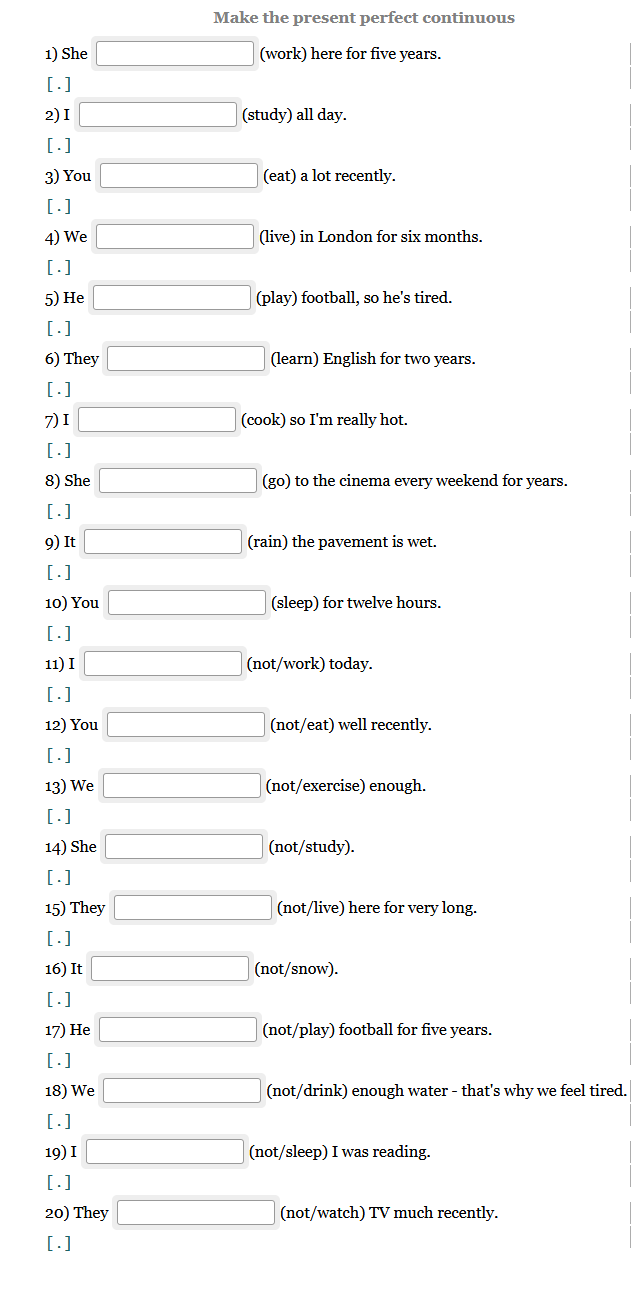 Make the present perfect continuous
1) She (work) here for five years.
[ . ]
2) I (study) all day.
[ . ]
3) You (eat) a lot recently.
[ . ]
4) We (live) in London for six months.
[ . ]
5) He (play) football, so he's tired.
[ . ]
6) They (learn) English for two years.
[ . ]
7) I (cook) so I'm really hot.
[ . ]
8) She (go) to the cinema every weekend for years.
[ . ]
9) It (rain) the pavement is wet.
[ . ]
10) You (sleep) for twelve hours.
[ . ]
11) I (not/work) today.
[ . ]
12) You (not/eat) well recently.
[ . ]
13) We (not/exercise) enough.
[ . ]
14) She (not/study).
[ . ]
15) They (not/live) here for very long.
[ . ]
16) It (not/snow).
[ . ]
17) He (not/play) football for five years.
[ . ]
18) We (not/drink) enough water - that's why we feel tired.
[ . ]
19) I (not/sleep) I was reading.
[ . ]
20) They (not/watch) TV much recently.
[ . ]